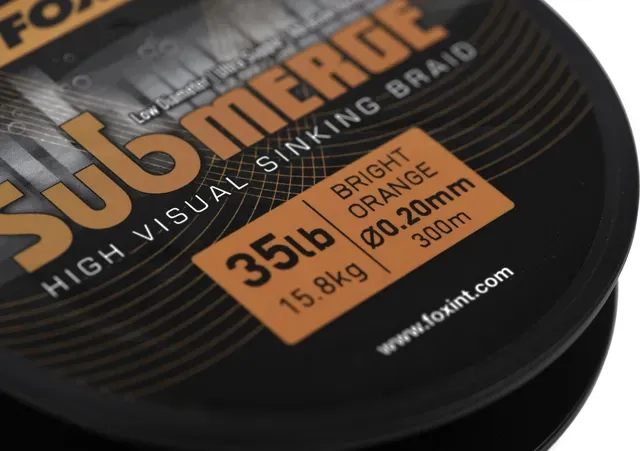 FOX
Low Diameter Ultra Supple
SubMERGE
HIGH VISUAL SINKING BRAID
35lb
15.8kg
BRIGHT
ORANGE
Ø0.20mm
300m
www.foxint.com